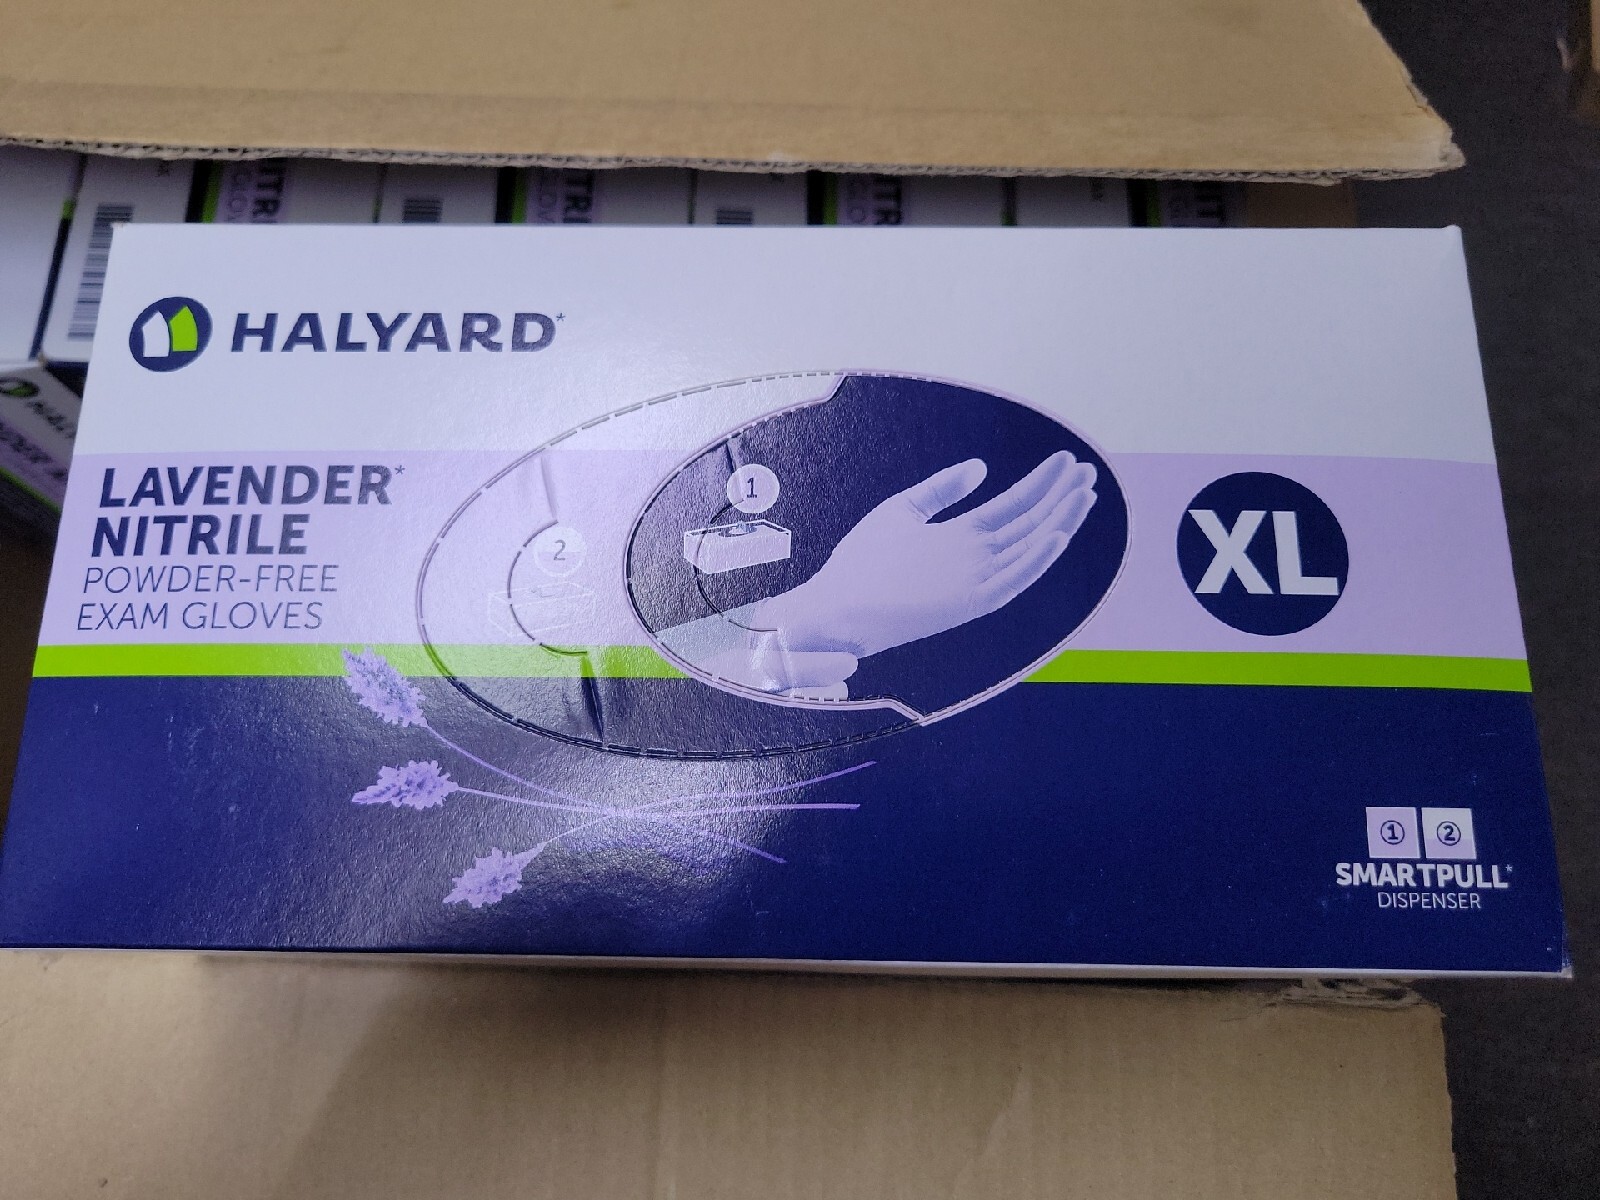 HALYARD*
LAVENDER*
NITRILE
POWDER-FREE
EXAM GLOVES
1
2
XL
1 2
SMARTPULL*
DISPENSER